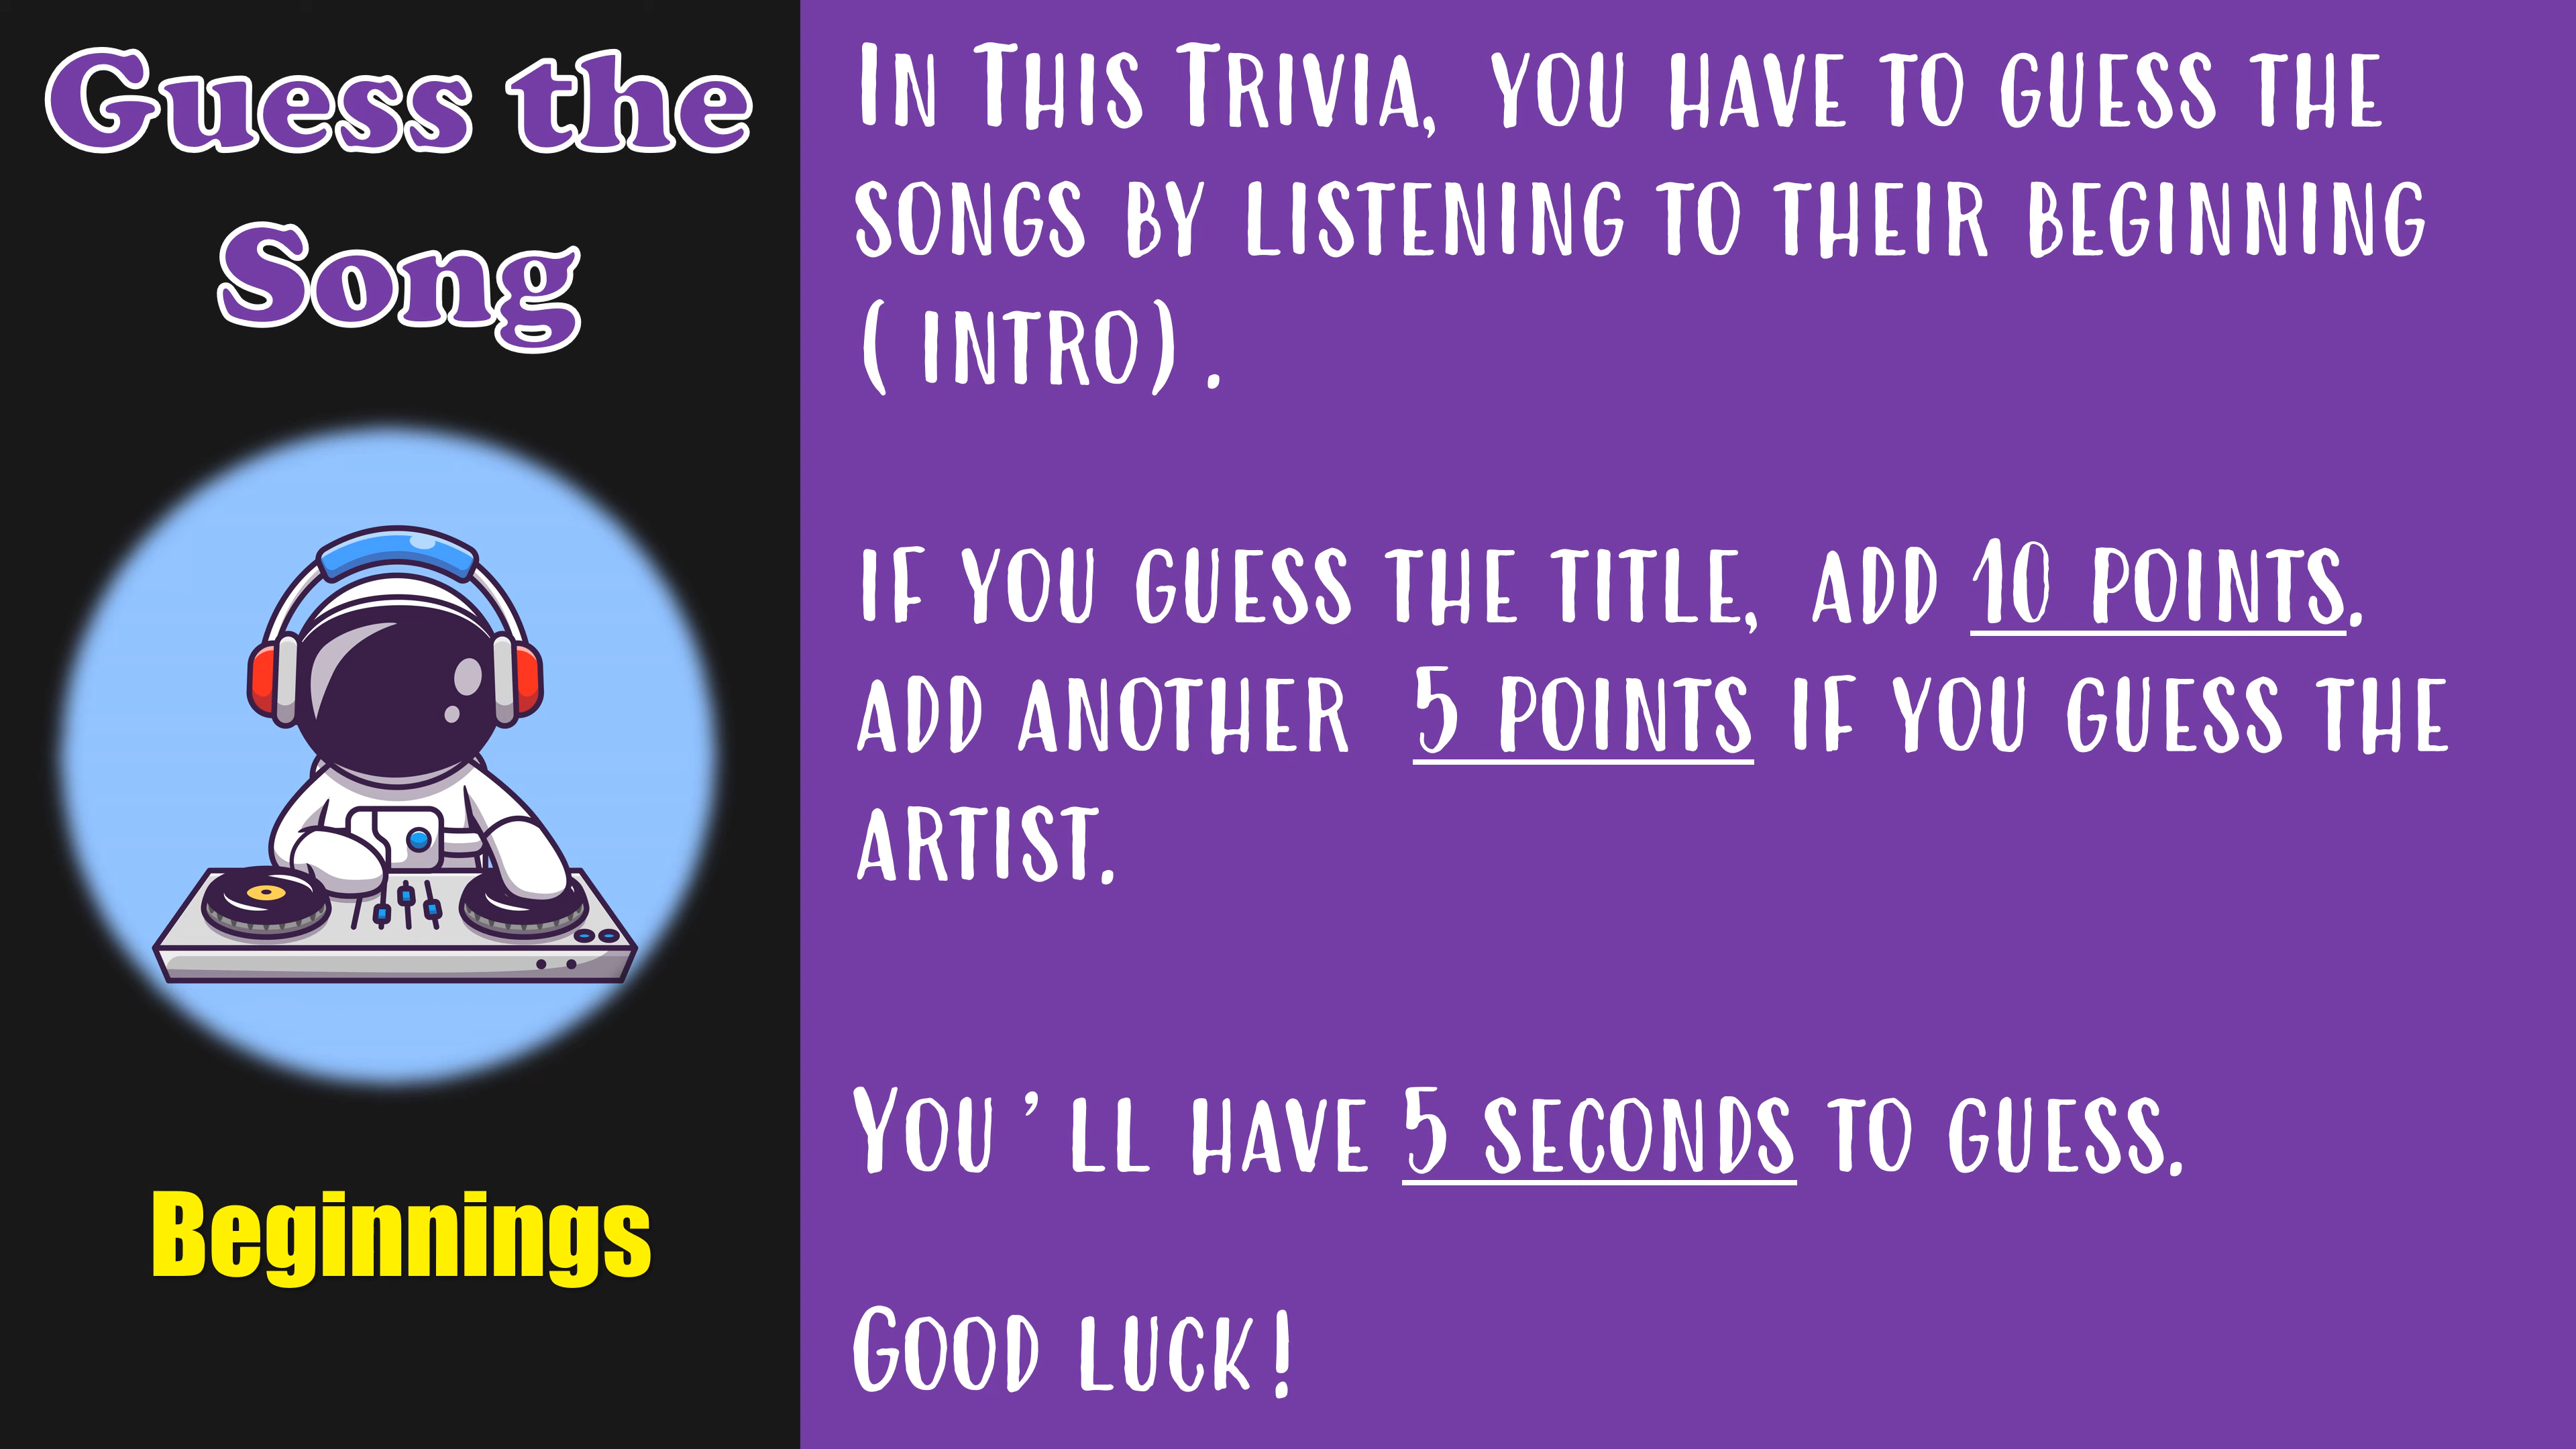 Guess the
Song
Beginnings
In This Trivia, you have to guess the
songs by listening to their beginning
( intro) .
if you guess the title, add 10 points.
add another 5 points if you guess the
artist.
You'll have 5 seconds to guess.
Good luck!